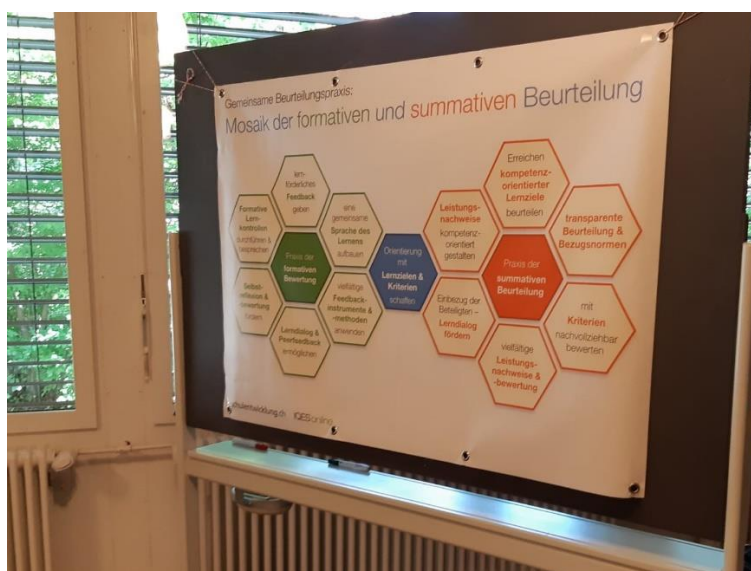 Gemeinsame Beurteilungspraxis:
Mosaik der formativen und summativen Beurteilung
lern-
förderliches
Feedback
geben
Formative
Lern-
kontrollen
durchführen &
besprechen
eine
gemeinsame
Sprache des
Lernens
aufbauen
Praxis der
formativen
Bewertung
Selbst-
reflexion &
-bewertung
fördern
vielfältige
Feedback-
instrumente &
-methoden
anwenden
Lerndialog &
Peerfeedback
ermöglichen
Orientierung
mit
Lernzielen &
Kriterien
schaffen
Erreichen
kompetenz-
orientierter
Lernziele
beurteilen
Leistungs-
nachweise
kompetenz-
orientiert
gestalten
transparente
Beurteilung &
Bezugsnormen
Praxis der
summativen
Beurteilung
Einbezug der
Beteiligten –
Lerndialog
fördern
mit
Kriterien
nachvollziehbar
bewerten
vielfältige
Leistungs-
nachweise &
-bewertung
schulentwicklung.ch IQESonline